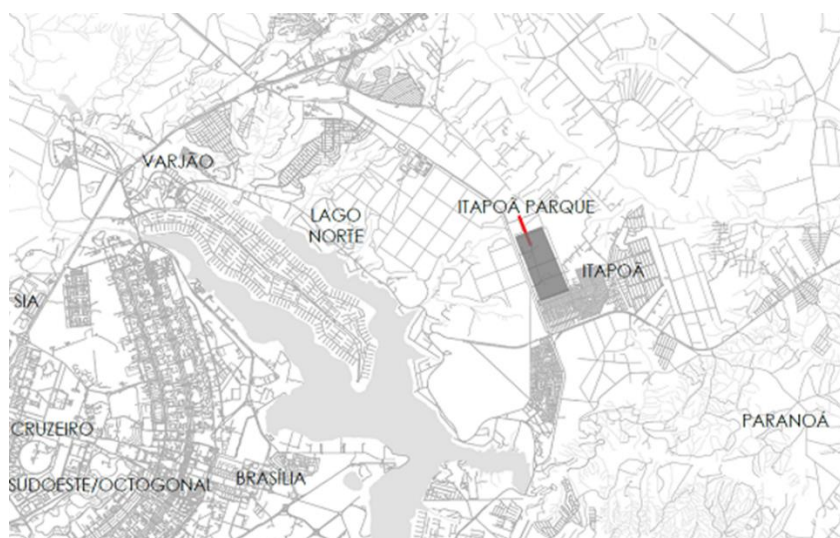 VARJÃO
ITAPOÃ PARQUE
LAGO
NORTE
ITAPOÃ
SIA
PARANOÁ
CRUZEIRO
BRASÍLIA
SUDOESTE/OCTOGONAL